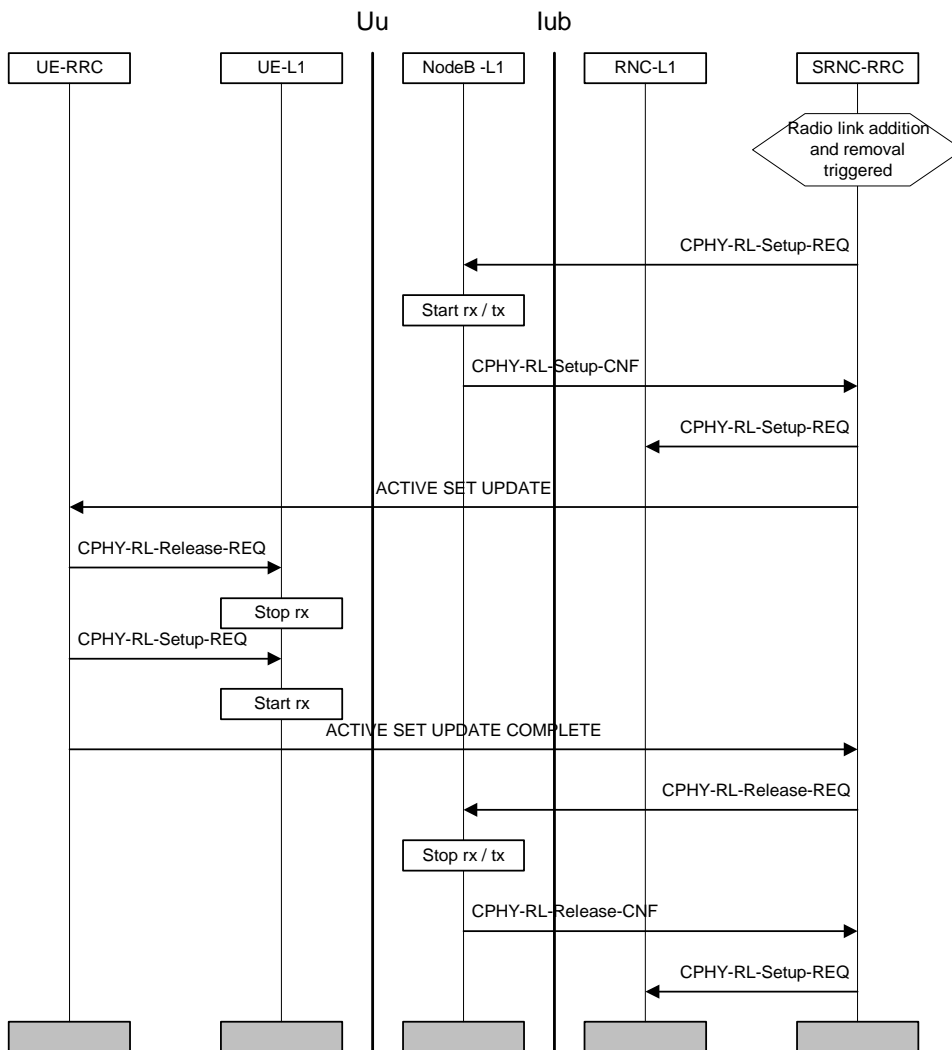 Uu
Iub
UE-RRC
UE-L1
NodeB -L1
RNC-L1
SRNC-RRC
Radio link addition
and removal
triggered
CPHY-RL-Setup-REQ
Start rx / tx
CPHY-RL-Setup-CNF
CPHY-RL-Setup-REQ
ACTIVE SET UPDATE
CPHY-RL-Release-REQ
Stop rx
CPHY-RL-Setup-REQ
Start rx
ACTIVE SET UPDATE COMPLETE
CPHY-RL-Release-REQ
Stop rx / tx
CPHY-RL-Release-CNF
CPHY-RL-Setup-REQ